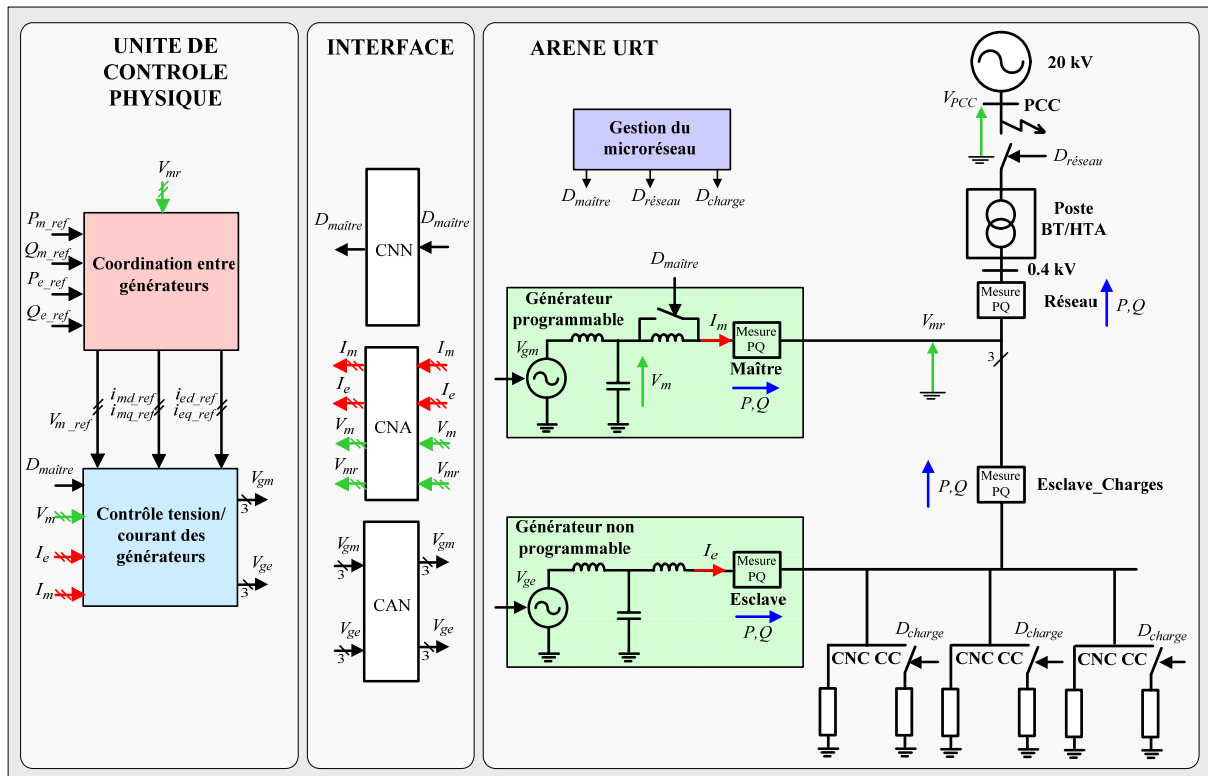 UNITE DE
CONTROLE
PHYSIQUE
V_mr
P_m_ref
Q_m_ref
P_e_ref
Q_e_ref
Coordination entre
générateurs
V_m_ref
i_md_ref
i_mq_ref
i_ed_ref
i_eq_ref
D_maître
V_m
I_e
I_m
Contrôle tension/
courant des
générateurs
V_gm
3
V_ge
3
INTERFACE
D_maître
CNN
D_maître
I_m
I_m
I_e
I_e
V_m
CNA
V_m
V_mr
V_mr
V_gm
3
V_gm
3
CAN
V_ge
3
V_ge
3
ARENE URT
Gestion du
microréseau
D_maître
D_réseau
D_charge
20 kV
V_PCC
PCC
D_réseau
Poste
BT/HTA
0.4 kV
Mesure
PQ
Réseau
P,Q
D_maître
Générateur
programmable
V_gm
I_m
V_m
Mesure
PQ
Maître
P,Q
V_mr
3
P,Q
Mesure
PQ
Esclave_Charges
Générateur non
programmable
V_ge
I_e
Mesure
PQ
Esclave
P,Q
D_charge
D_charge
D_charge
CNC CC
CNC CC
CNC CC